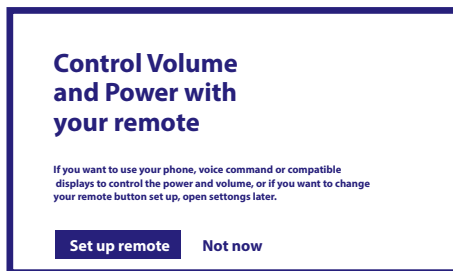 Control Volume
and Power with
your remote
If you want to use your phone, voice command or compatible
displays to control the power and volume, or if you want to change
your remote button set up, open settongs later.
Set up remote
Not now